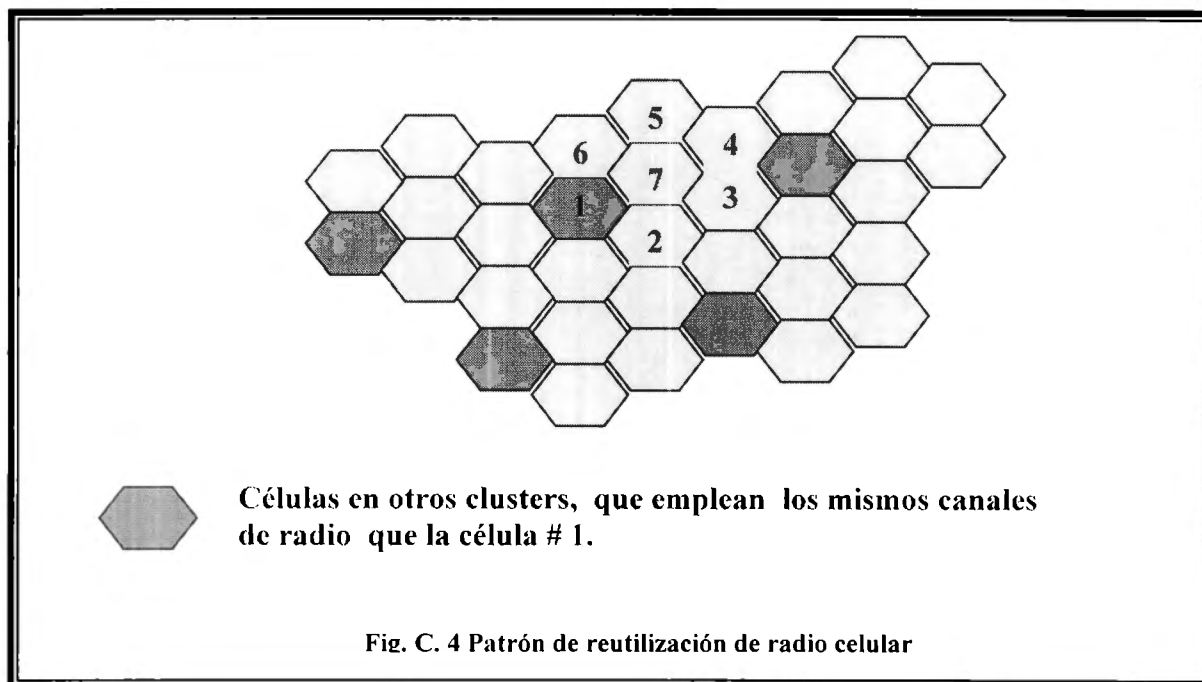 5
4
6
7
3
1
2
Células en otros clusters, que emplean los mismos canales
de radio que la célula # 1.
Fig. C. 4 Patrón de reutilización de radio celular